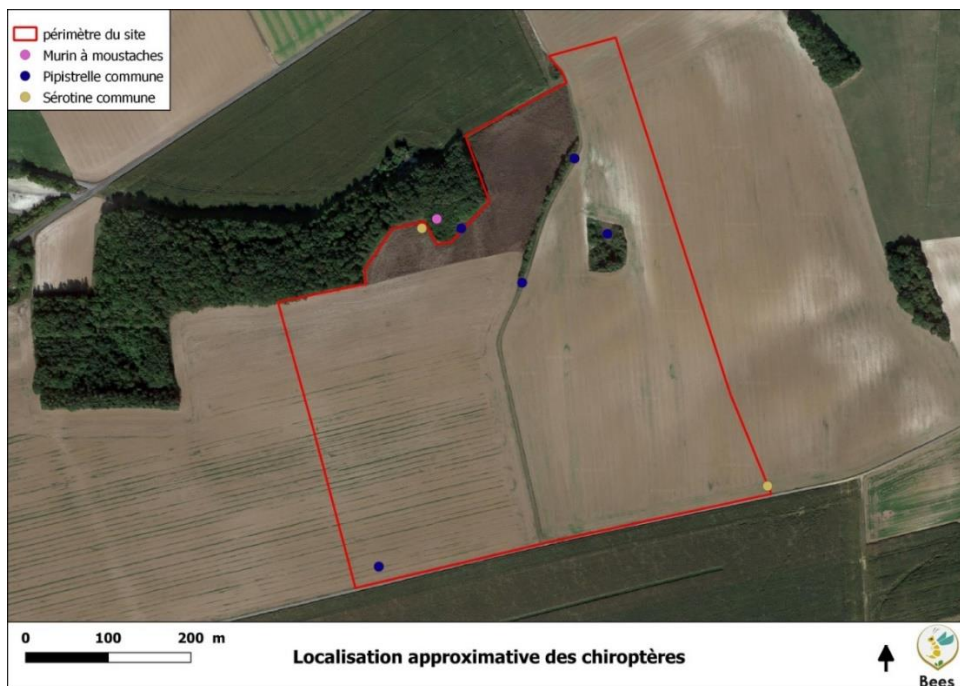 périmètre du site
Murin à moustaches
Pipistrelle commune
Sérotine commune
0 100 200 m
Localisation approximative des chiroptères
Bees